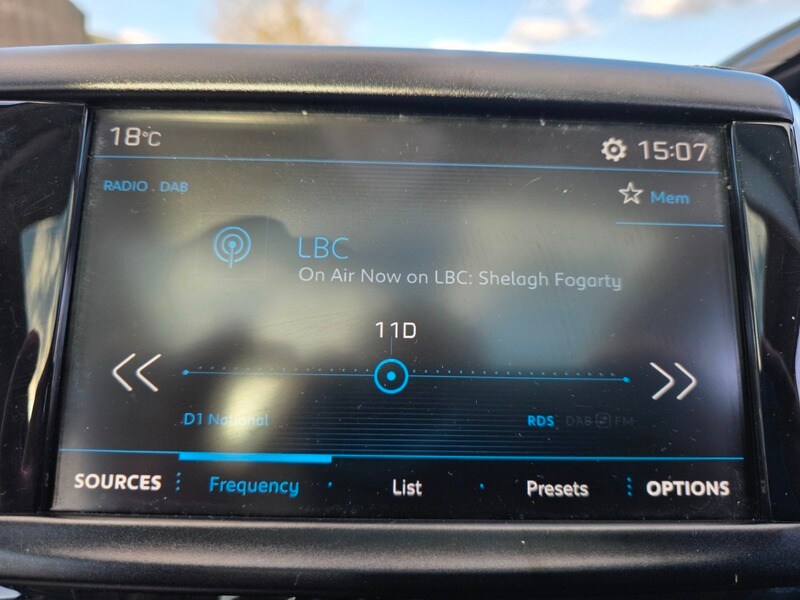 18°C
15:07
RADIO . DAB
Mem
LBC
On Air Now on LBC: Shelagh Fogarty
11D
D1 National
RDS DAB FM
SOURCES Frequency List Presets OPTIONS